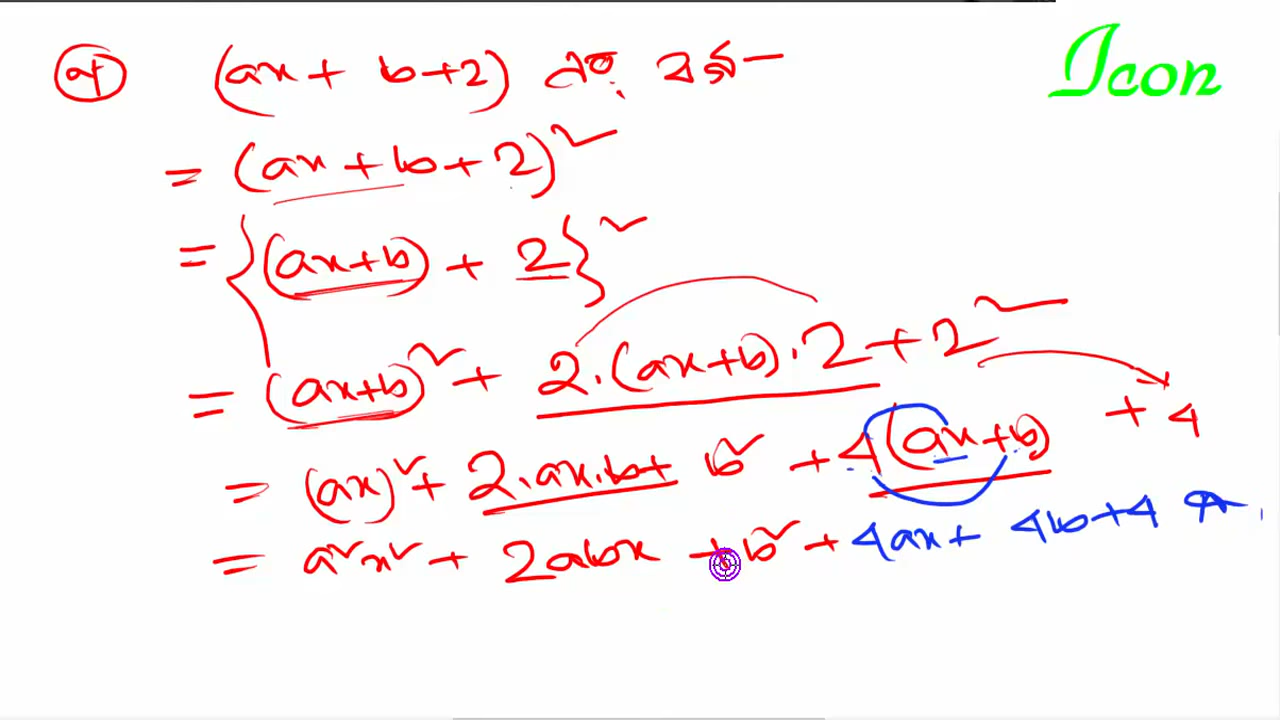 Icon
(ax + b+2) এর বর্গ
= (ax + b + 2)²
= {(ax+b) + 2}²
= (ax+b)² + 2.(ax+b).2 + 2²
= (ax)² + 2.ax.b + b² + 4(ax+b) + 4
= a²x² + 2abx + b² + 4ax + 4b + 4